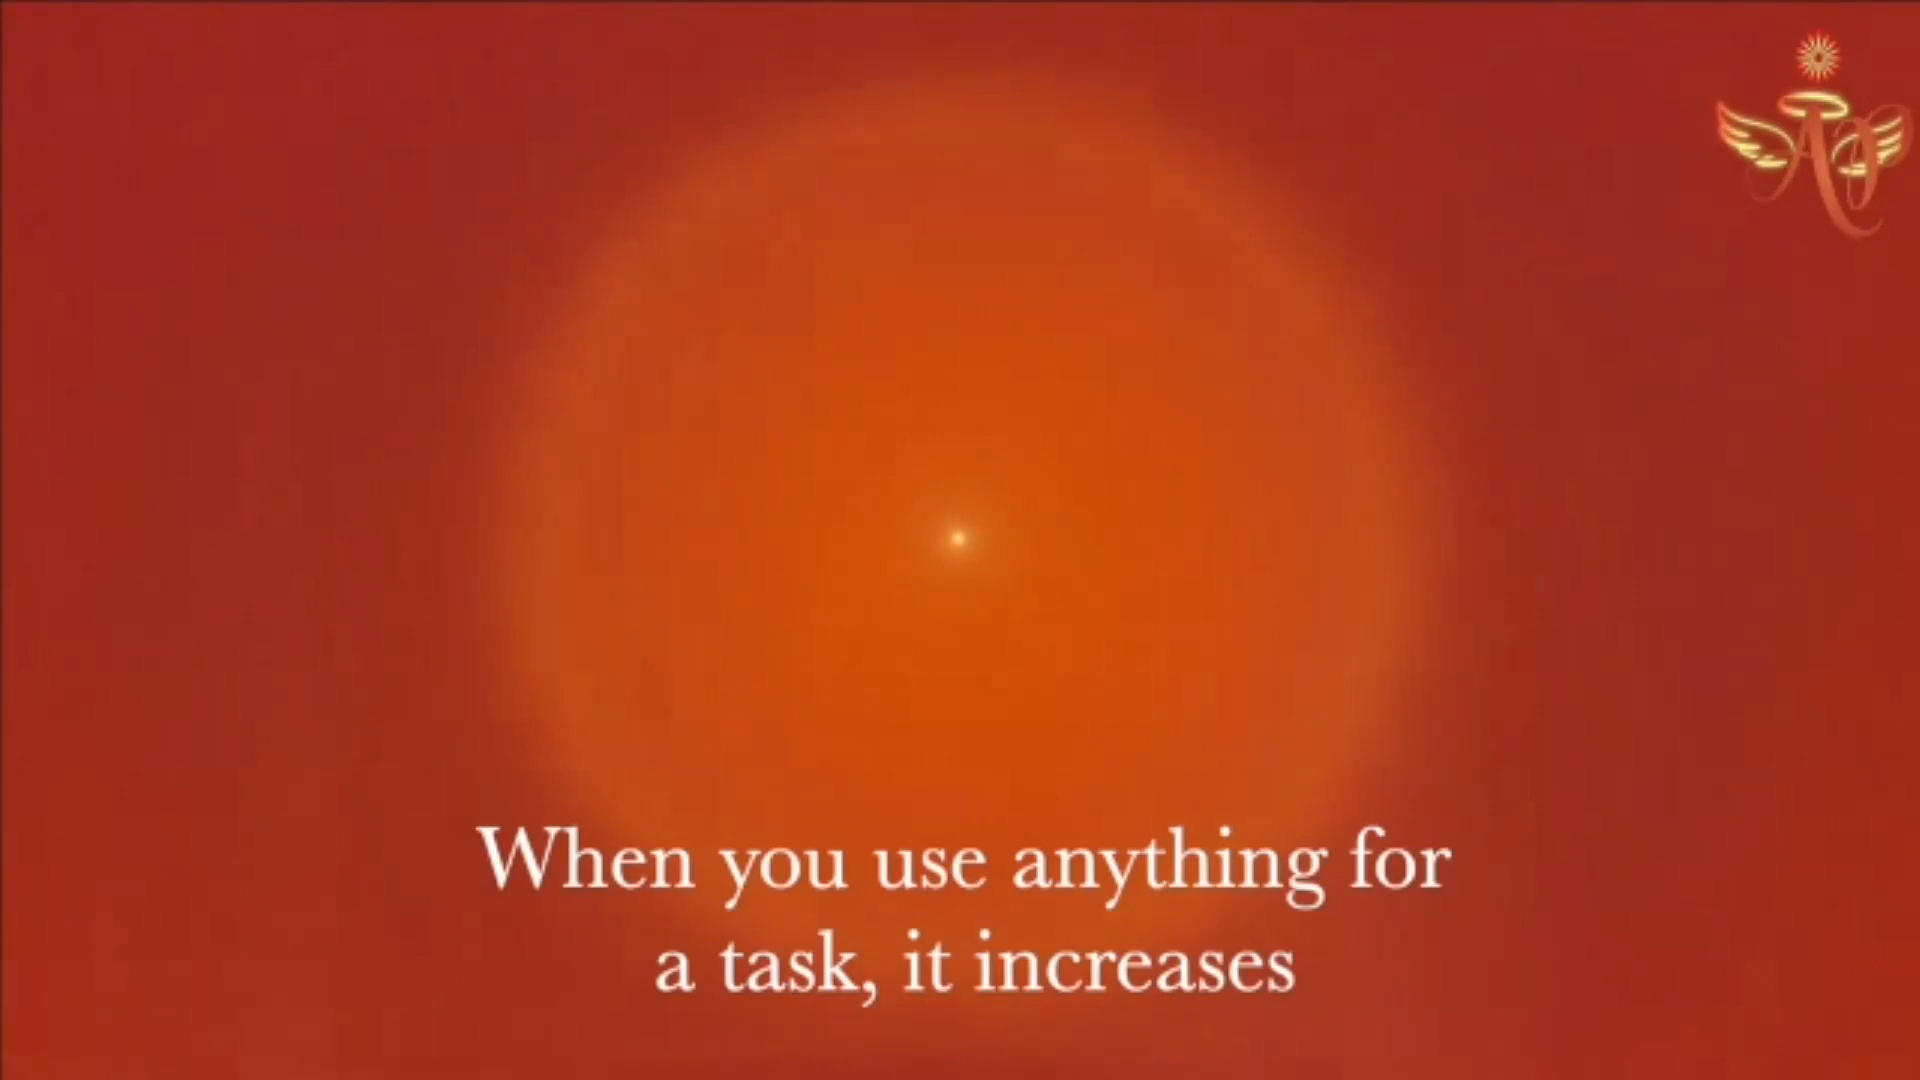 When you use anything for
a task, it increases